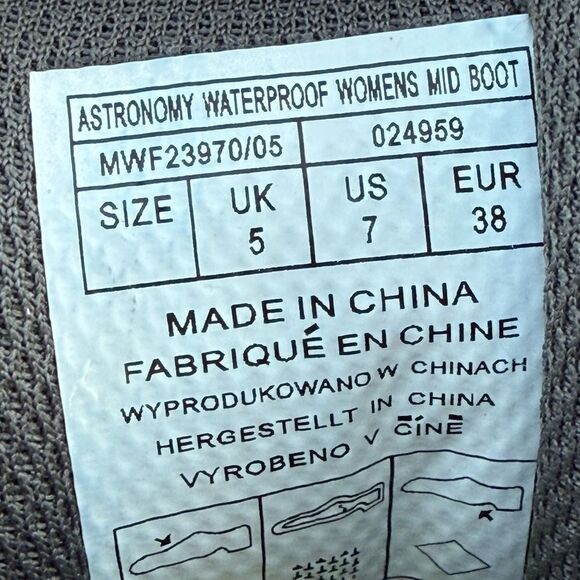 ASTRONOMY WATERPROOF WOMENS MID BOOT
MWF23970/05 024959
SIZE UK US EUR
5 7 38
MADE IN CHINA
FABRIQUÉ EN CHINE
WYPRODUKOWANO W CHINACH
HERGESTELLT IN CHINA
VYROBENO V ČÍNĚ